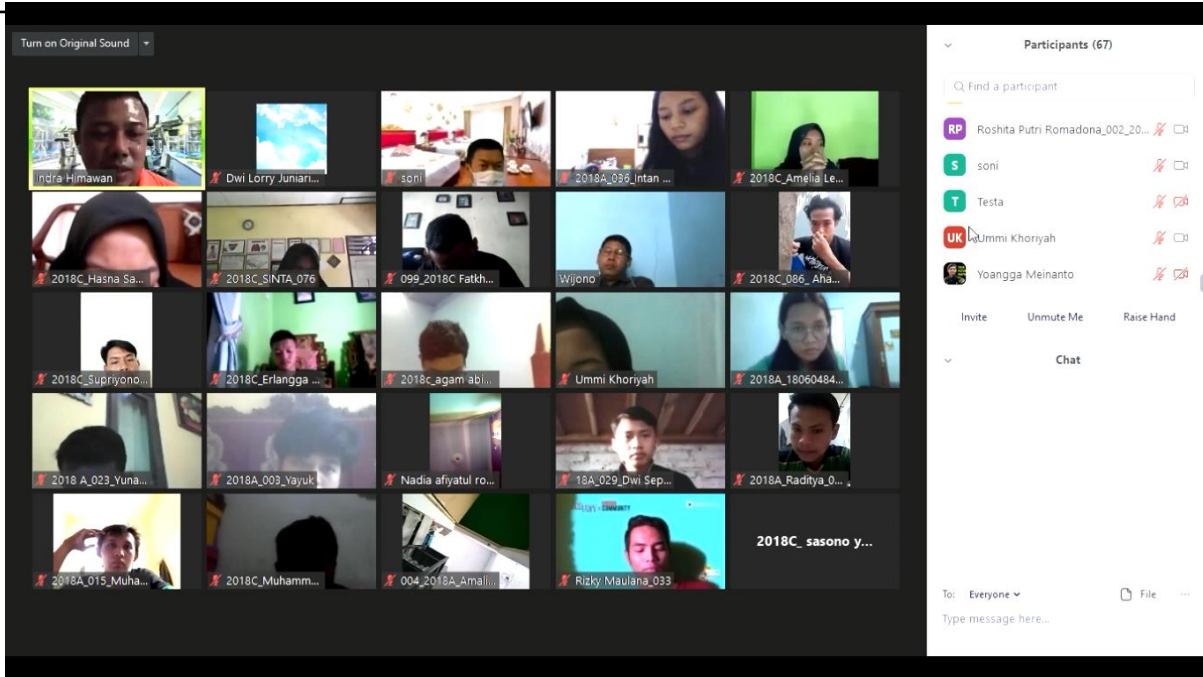 Turn on Original Sound
Indra Himawan
Dwi Lorry Juniari...
soni
2018A_036_Intan ...
2018C_Amelia Le...
2018C_Hasna Sa...
2018C_SINTA_076
099_2018C Fatkh...
Wijono
2018C_086_ Aha...
2018C_Supriyono...
2018C_Erlangga ...
2018c_agam abi...
Ummi Khoriyah
2018A_18060484...
2018 A_023_Yuna...
2018A_003_Yayuk
Nadia afiyatul ro...
18A_029_Dwi Sep...
2018A_Raditya_0...
2018A_015_Muha...
2018C_Muhamm...
004_2018A_Amali...
COMMUNITY
Rizky Maulana_033
2018C_ sasono y...
Participants (67)
Find a participant
RP Roshita Putri Romadona_002_20...
S soni
T Testa
UK Ummi Khoriyah
Yoangga Meinanto
Invite Unmute Me Raise Hand
Chat
To: Everyone File ...
Type message here...